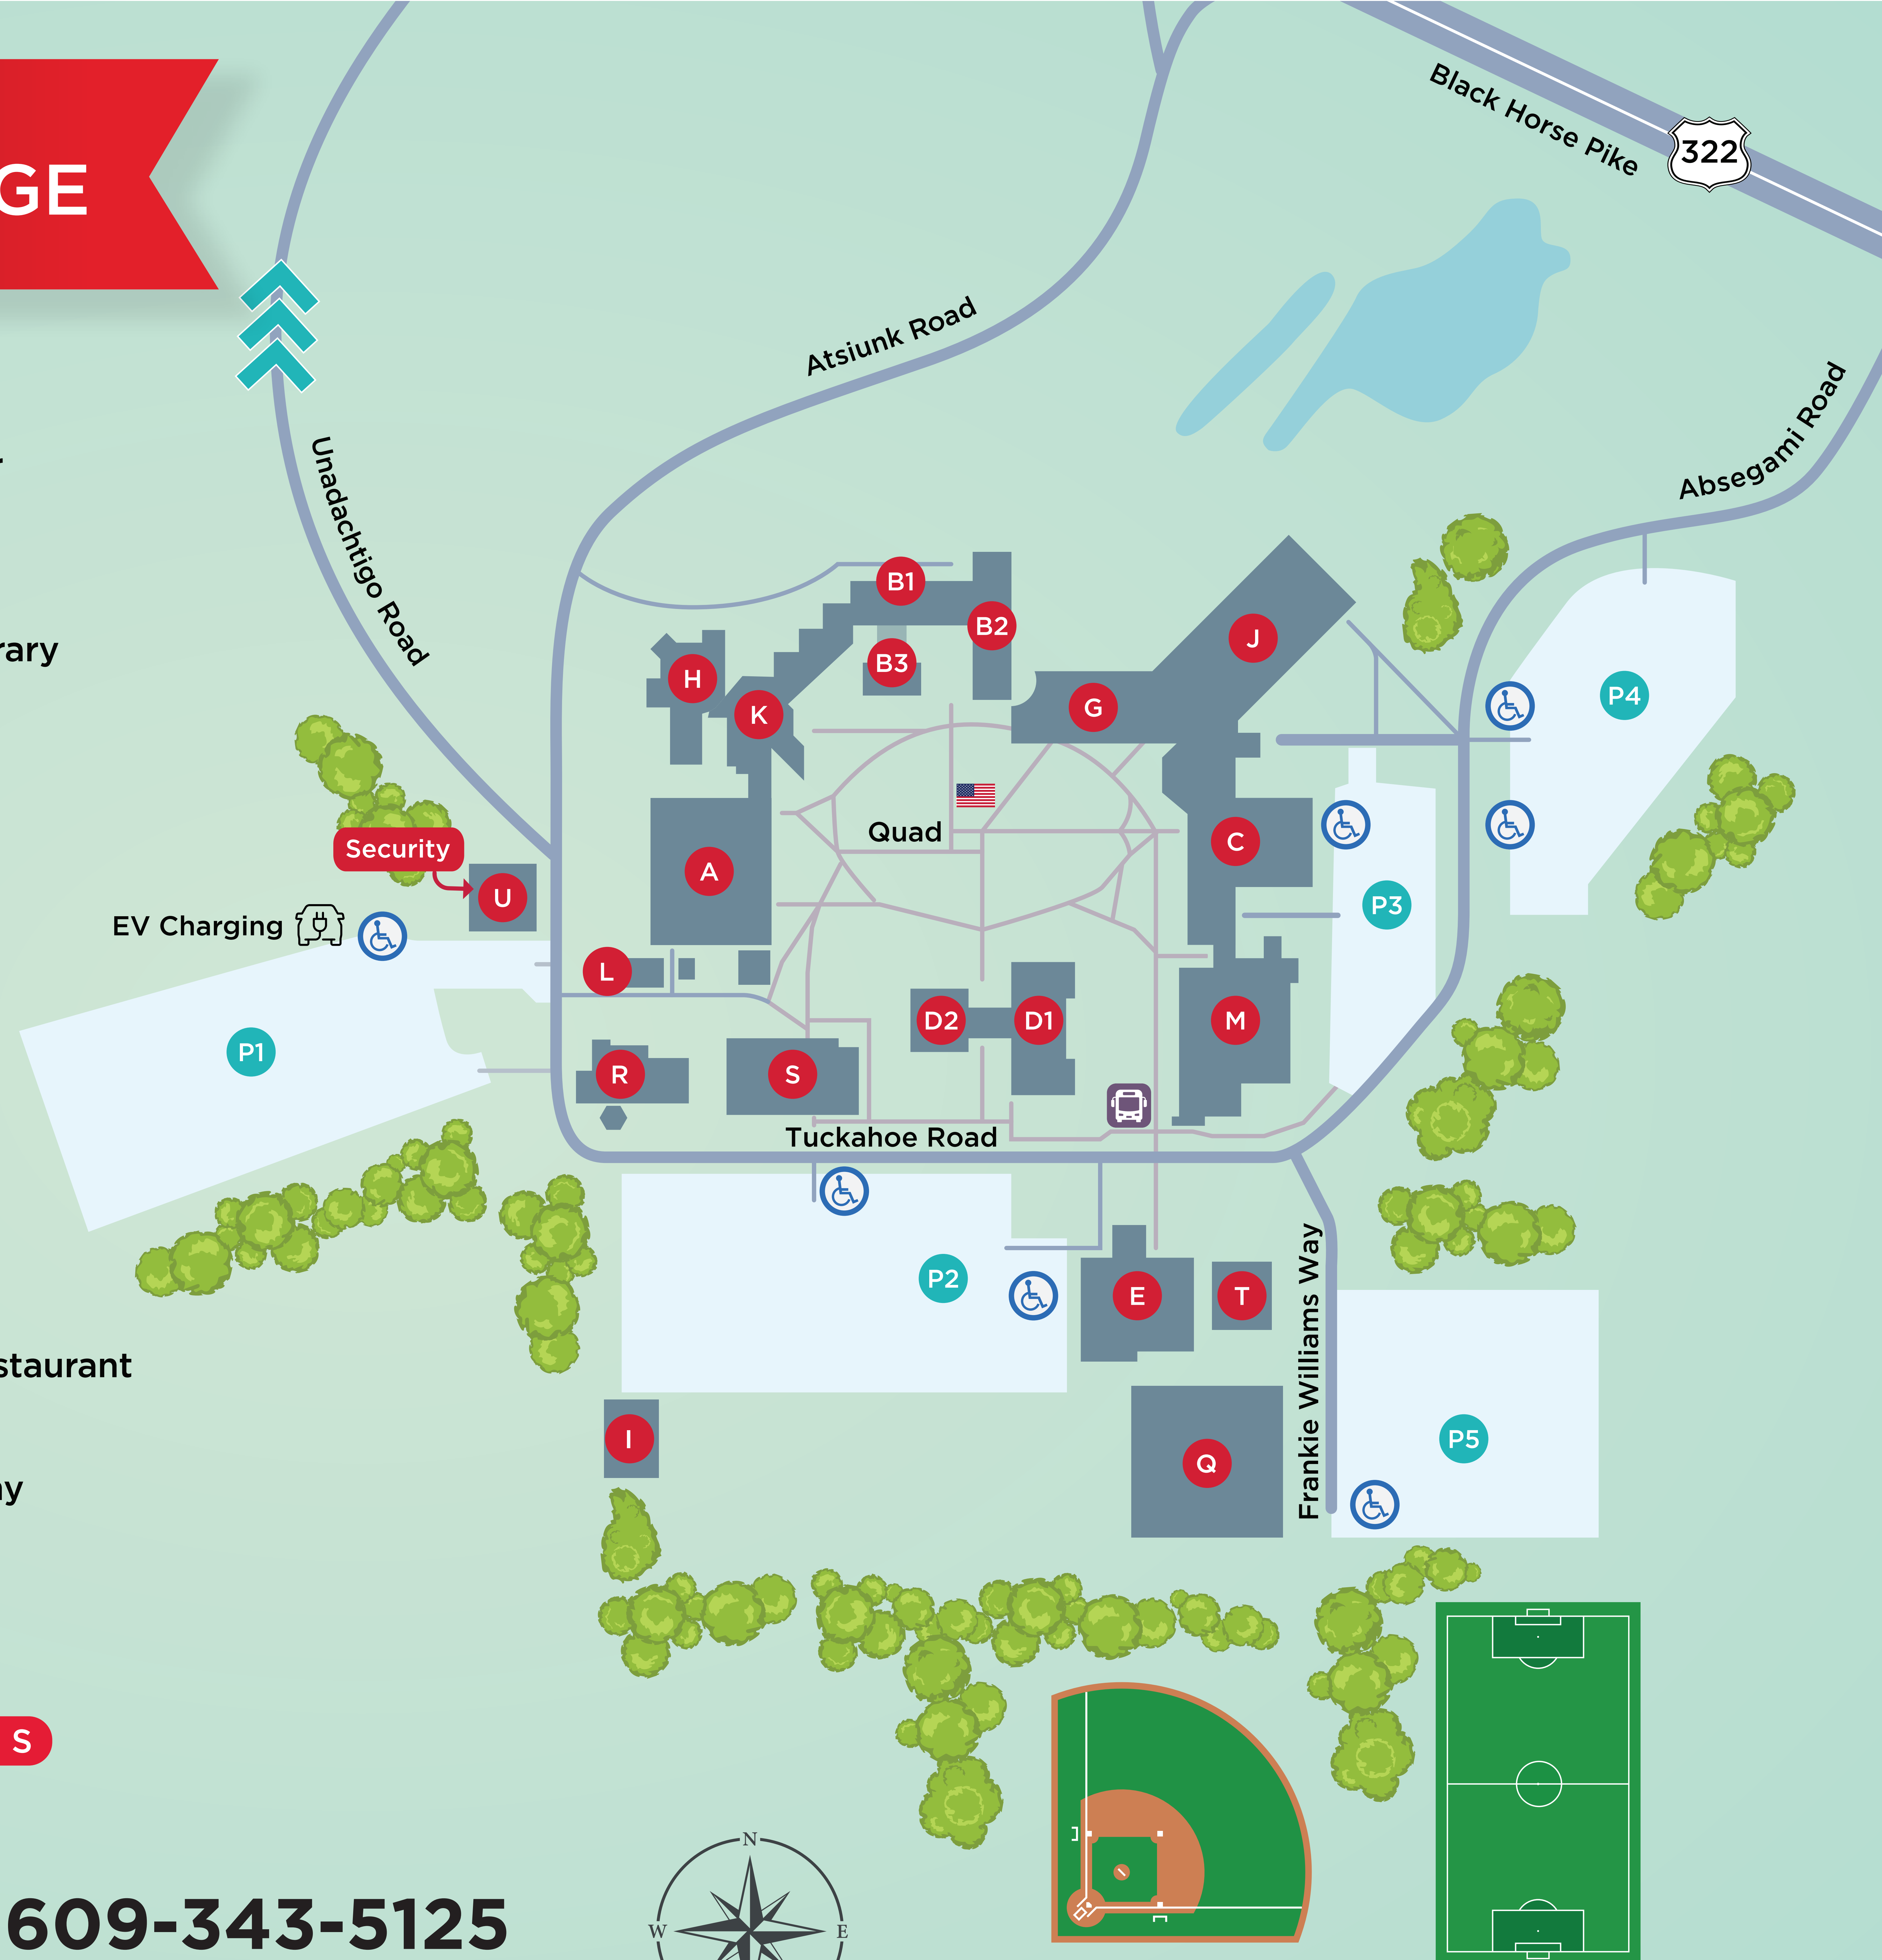 GE
Black Horse Pike
322
Atsiunk Road
Absegami Road
Unadachtigo Road
B1
B2
B3
J
H
K
G
P4
rary
Quad
A
C
Security
U
P3
EV Charging
L
D2
D1
M
P1
R
S
Tuckahoe Road
P2
E
T
Frankie Williams Way
staurant
I
Q
P5
ay
S
N
W
E
609-343-5125